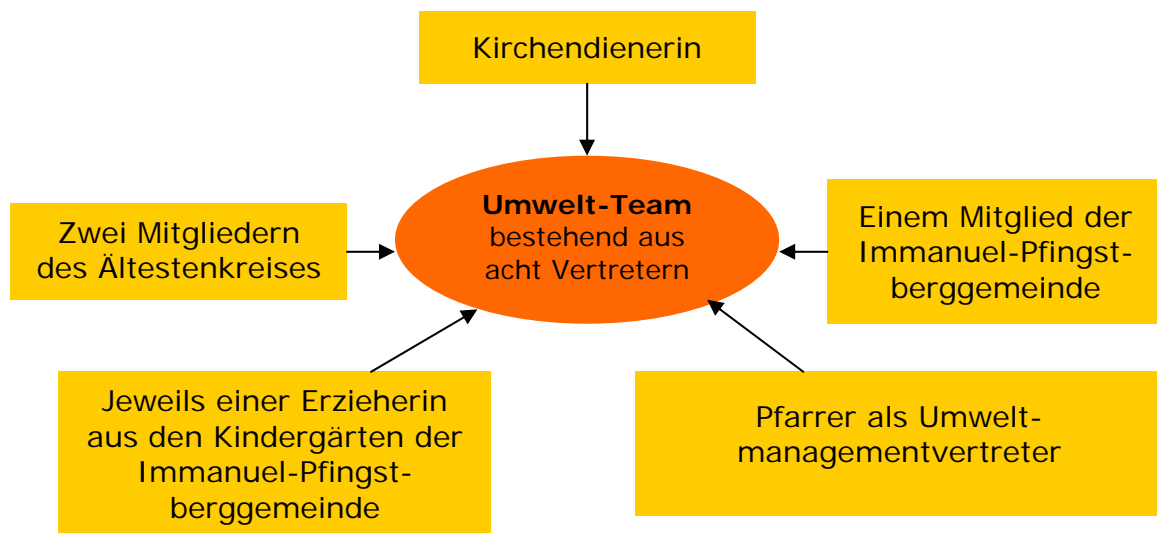 Kirchendienerin
Zwei Mitgliedern
des Ältestenkreises
Umwelt-Team
bestehend aus
acht Vertretern
Einem Mitglied der
Immanuel-Pfingst-
berggemeinde
Jeweils einer Erzieherin
aus den Kindergärten der
Immanuel-Pfingst-
berggemeinde
Pfarrer als Umwelt-
managementvertreter